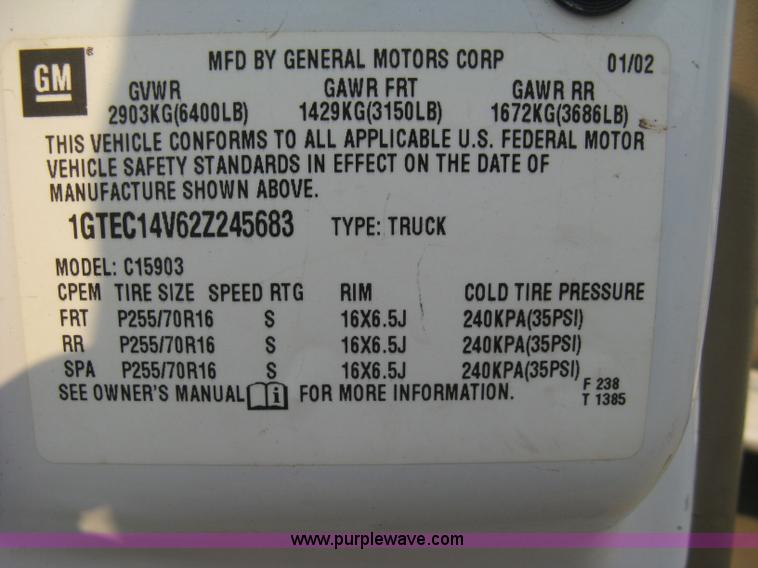 GM ®
MFD BY GENERAL MOTORS CORP 01/02
GVWR GAWR FRT GAWR RR
2903KG(6400LB) 1429KG(3150LB) 1672KG(3686LB)
THIS VEHICLE CONFORMS TO ALL APPLICABLE U.S. FEDERAL MOTOR
VEHICLE SAFETY STANDARDS IN EFFECT ON THE DATE OF
MANUFACTURE SHOWN ABOVE.
1GTEC14V62Z245683 TYPE: TRUCK
MODEL: C15903
CPEM TIRE SIZE SPEED RTG RIM COLD TIRE PRESSURE
FRT P255/70R16 S 16X6.5J 240KPA(35PSI)
RR P255/70R16 S 16X6.5J 240KPA(35PSI)
SPA P255/70R16 S 16X6.5J 240KPA(35PSI)
SEE OWNER'S MANUAL i FOR MORE INFORMATION.
F 238
T 1385
www.purplewave.com